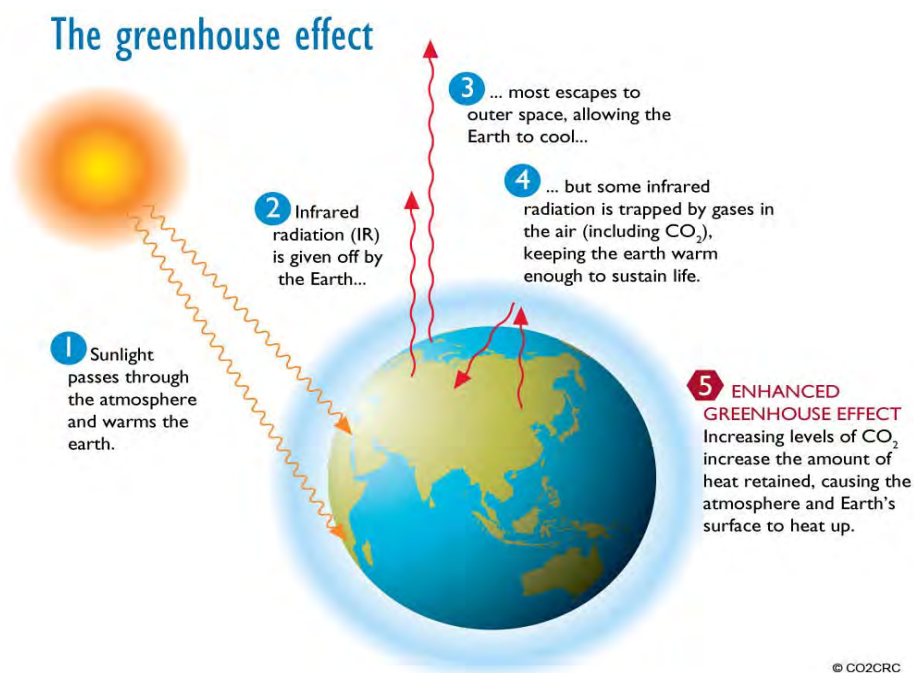 The greenhouse effect
1 Sunlight
passes through
the atmosphere
and warms the
earth.
2 Infrared
radiation (IR)
is given off by
the Earth...
3 ... most escapes to
outer space, allowing the
Earth to cool...
4 ... but some infrared
radiation is trapped by gases in
the air (including CO₂),
keeping the earth warm
enough to sustain life.
5 ENHANCED
GREENHOUSE EFFECT
Increasing levels of CO₂
increase the amount of
heat retained, causing the
atmosphere and Earth's
surface to heat up.
© CO2CRC